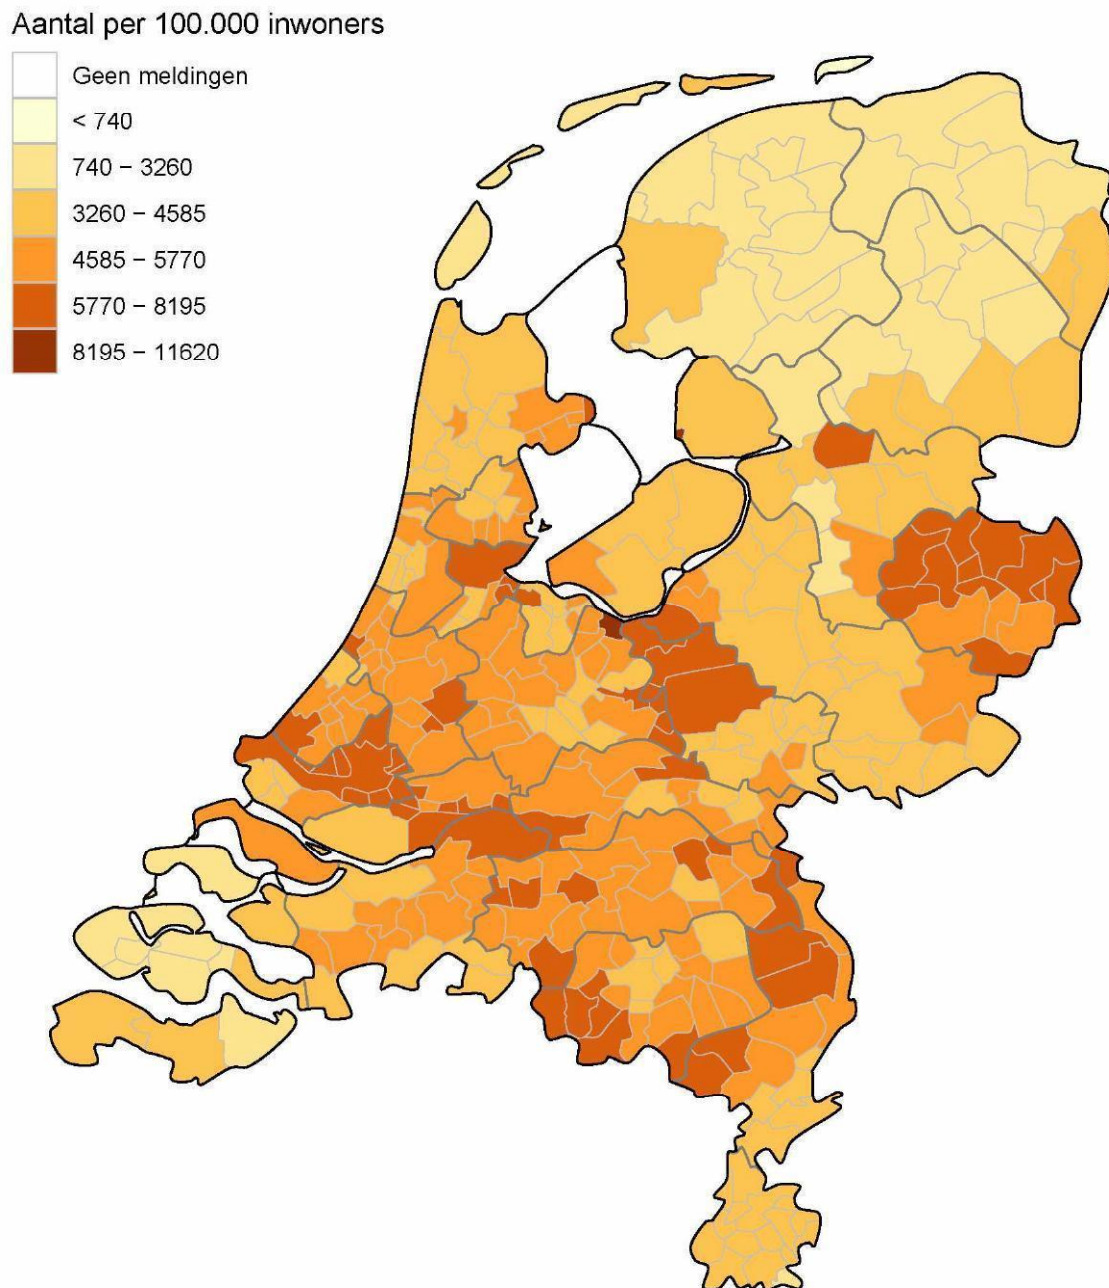 Aantal per 100.000 inwoners
Geen meldingen
< 740
740 − 3260
3260 − 4585
4585 − 5770
5770 − 8195
8195 − 11620